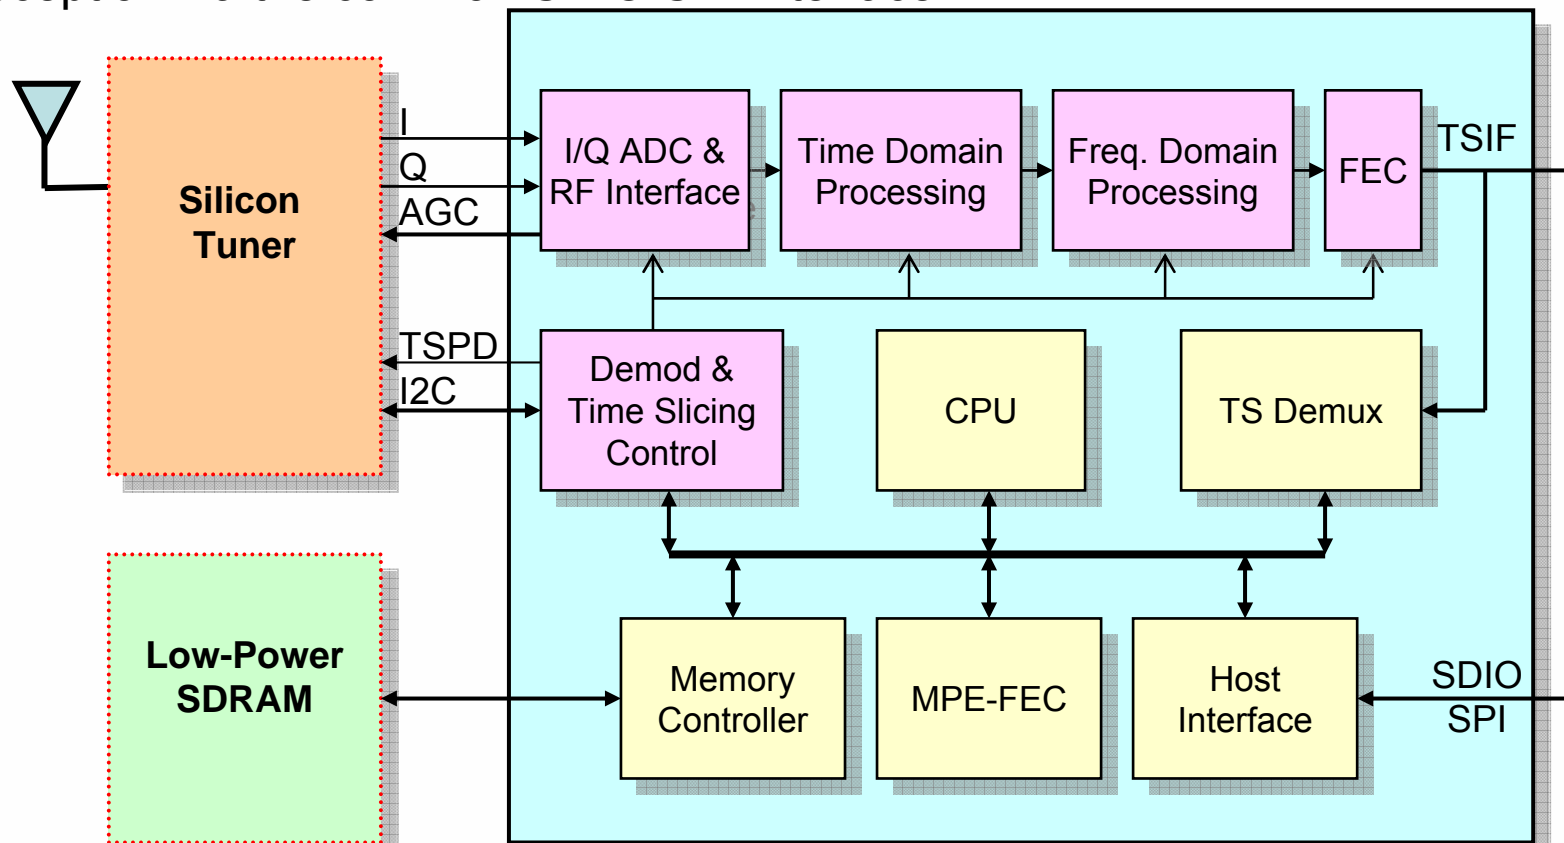 I
Q
AGC
I/Q ADC &
RF Interface
Time Domain
Processing
Freq. Domain
Processing
FEC
TSIF
Silicon
Tuner
TSPD
I2C
Demod &
Time Slicing
Control
CPU
TS Demux
Low-Power
SDRAM
Memory
Controller
MPE-FEC
Host
Interface
SDIO
SPI